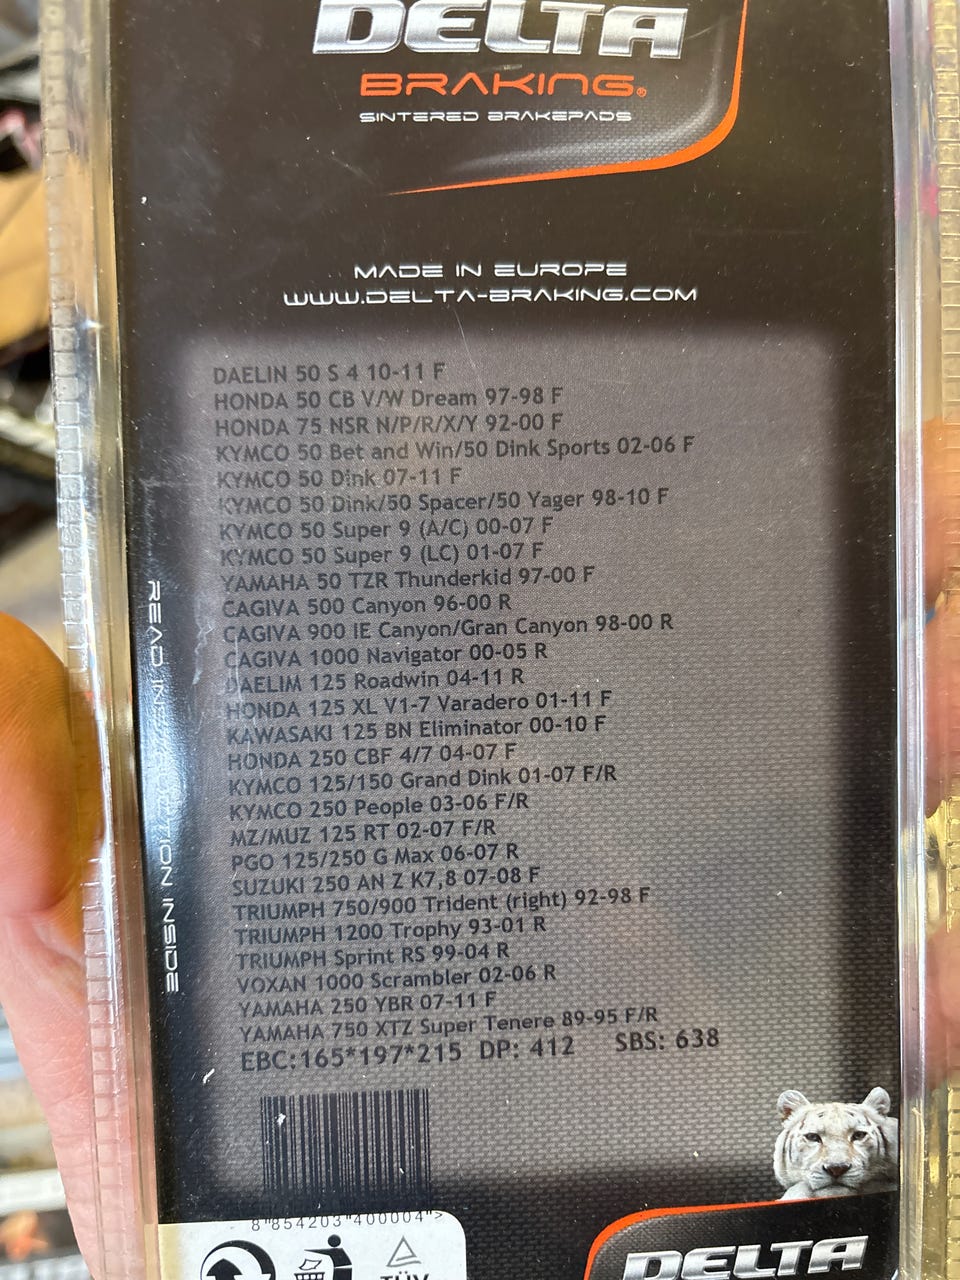 DELTA
BRAKING®
SINTERED BRAKEPADS
MADE IN EUROPE
WWW.DELTA-BRAKING.COM
DAELIN 50 S 4 10-11 F
HONDA 50 CB V/W Dream 97-98 F
HONDA 75 NSR N/P/R/X/Y 92-00 F
KYMCO 50 Bet and Win/50 Dink Sports 02-06 F
KYMCO 50 Dink 07-11 F
KYMCO 50 Dink/50 Spacer/50 Yager 98-10 F
KYMCO 50 Super 9 (A/C) 00-07 F
KYMCO 50 Super 9 (LC) 01-07 F
YAMAHA 50 TZR Thunderkid 97-00 F
CAGIVA 500 Canyon 96-00 R
CAGIVA 900 IE Canyon/Gran Canyon 98-00 R
CAGIVA 1000 Navigator 00-05 R
DAELIM 125 Roadwin 04-11 R
HONDA 125 XL V1-7 Varadero 01-11 F
KAWASAKI 125 BN Eliminator 00-10 F
HONDA 250 CBF 4/7 04-07 F
KYMCO 125/150 Grand Dink 01-07 F/R
KYMCO 250 People 03-06 F/R
MZ/MUZ 125 RT 02-07 F/R
PGO 125/250 G Max 06-07 R
SUZUKI 250 AN Z K7,8 07-08 F
TRIUMPH 750/900 Trident (right) 92-98 F
TRIUMPH 1200 Trophy 93-01 R
TRIUMPH Sprint RS 99-04 R
VOXAN 1000 Scrambler 02-06 R
YAMAHA 250 YBR 07-11 F
YAMAHA 750 XTZ Super Tenere 89-95 F/R
EBC:165*197*215 DP: 412 SBS: 638
READ INSTRUCTION INSIDE
8"854203"400004">
TÜV
DELTA